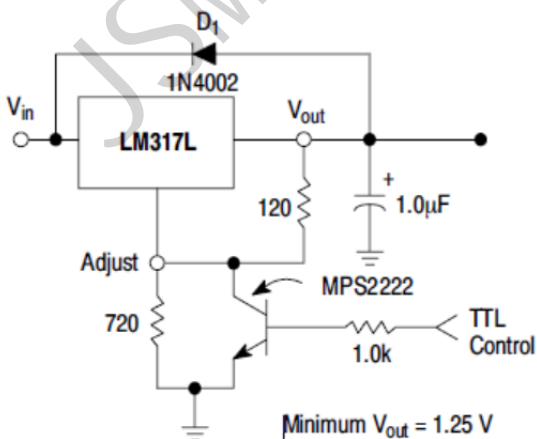 JSM
D1
1N4002
Vin
LM317L
Vout
120
+
1.0μF
Adjust
MPS2222
720
1.0k
TTL
Control
Minimum Vout = 1.25 V